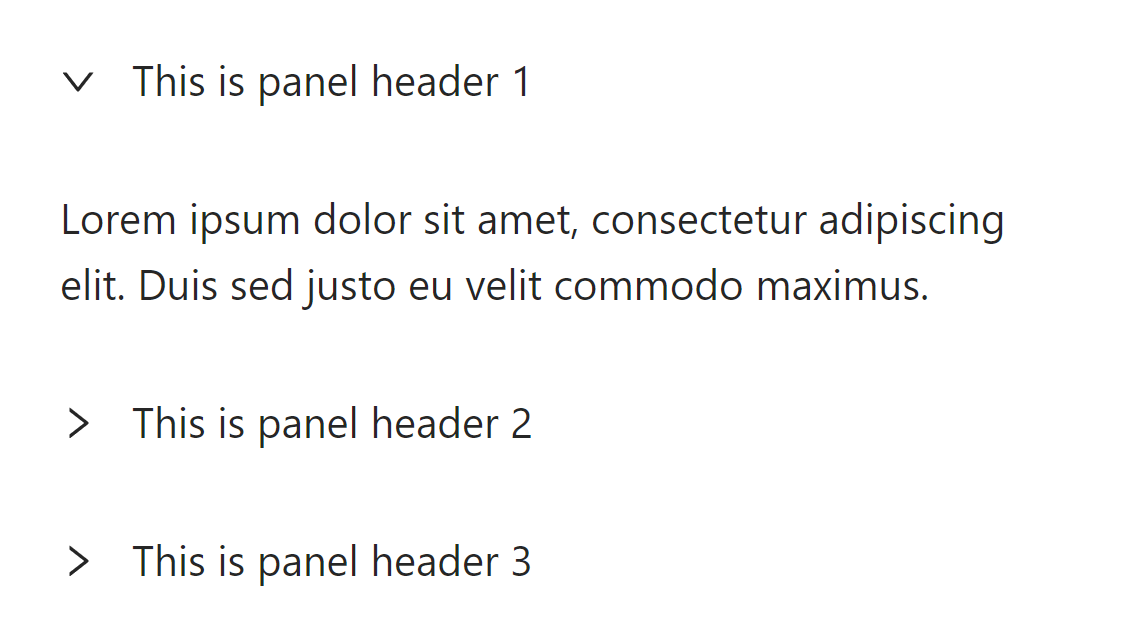 This is panel header 1
Lorem ipsum dolor sit amet, consectetur adipiscing
elit. Duis sed justo eu velit commodo maximus.
This is panel header 2
This is panel header 3